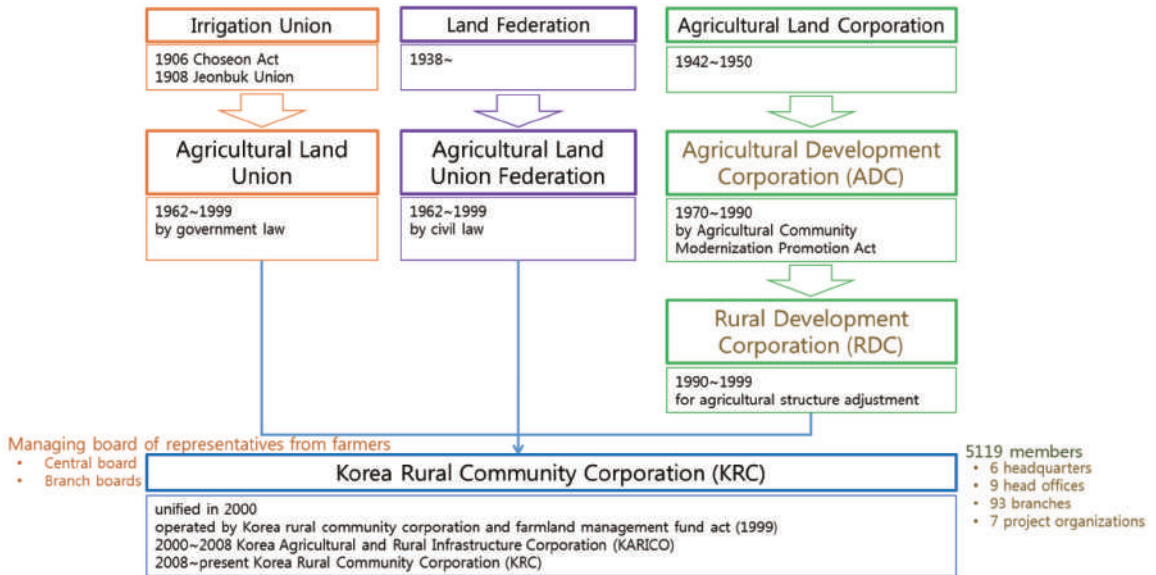 Irrigation Union
1906 Choseon Act
1908 Jeonbuk Union
Land Federation
1938~
Agricultural Land Corporation
1942~1950
Agricultural Land
Union
1962~1999
by government law
Agricultural Land
Union Federation
1962~1999
by civil law
Agricultural Development
Corporation (ADC)
1970~1990
by Agricultural Community
Modernization Promotion Act
Rural Development
Corporation (RDC)
1990~1999
for agricultural structure adjustment
Managing board of representatives from farmers
• Central board
• Branch boards
Korea Rural Community Corporation (KRC)
unified in 2000
operated by Korea rural community corporation and farmland management fund act (1999)
2000~2008 Korea Agricultural and Rural Infrastructure Corporation (KARICO)
2008~present Korea Rural Community Corporation (KRC)
5119 members
• 6 headquarters
• 9 head offices
• 93 branches
• 7 project organizations